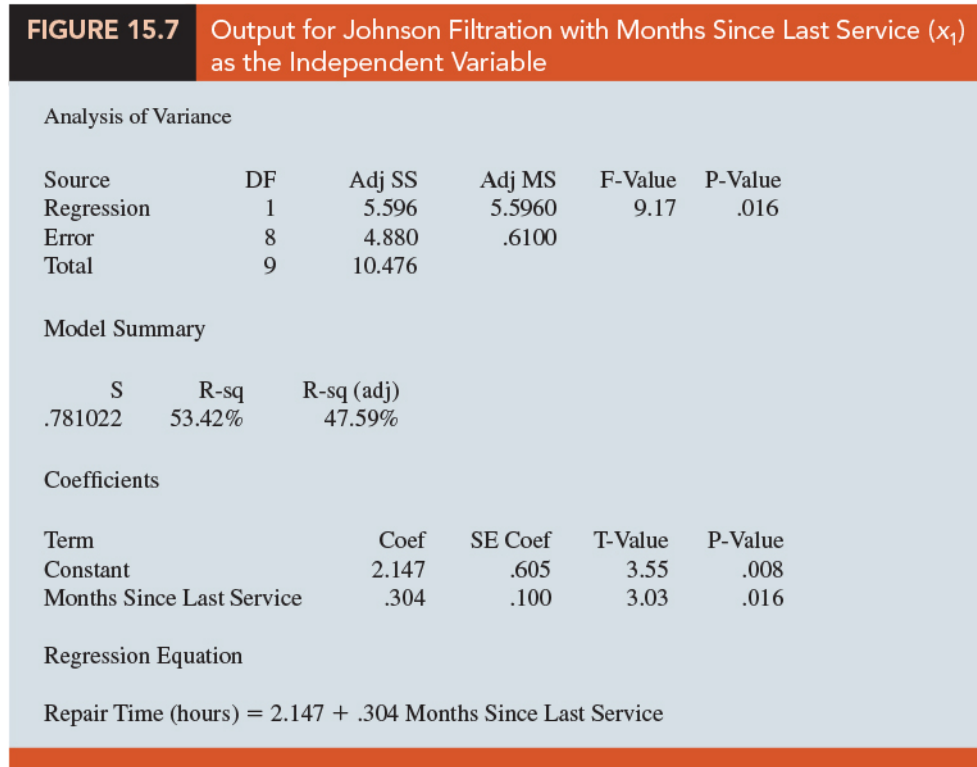 FIGURE 15.7 Output for Johnson Filtration with Months Since Last Service (x₁)
as the Independent Variable
Analysis of Variance
Source DF Adj SS Adj MS F-Value P-Value
Regression 1 5.596 5.5960 9.17 .016
Error 8 4.880 .6100
Total 9 10.476
Model Summary
S R-sq R-sq (adj)
.781022 53.42% 47.59%
Coefficients
Term Coef SE Coef T-Value P-Value
Constant 2.147 .605 3.55 .008
Months Since Last Service .304 .100 3.03 .016
Regression Equation
Repair Time (hours) = 2.147 + .304 Months Since Last Service